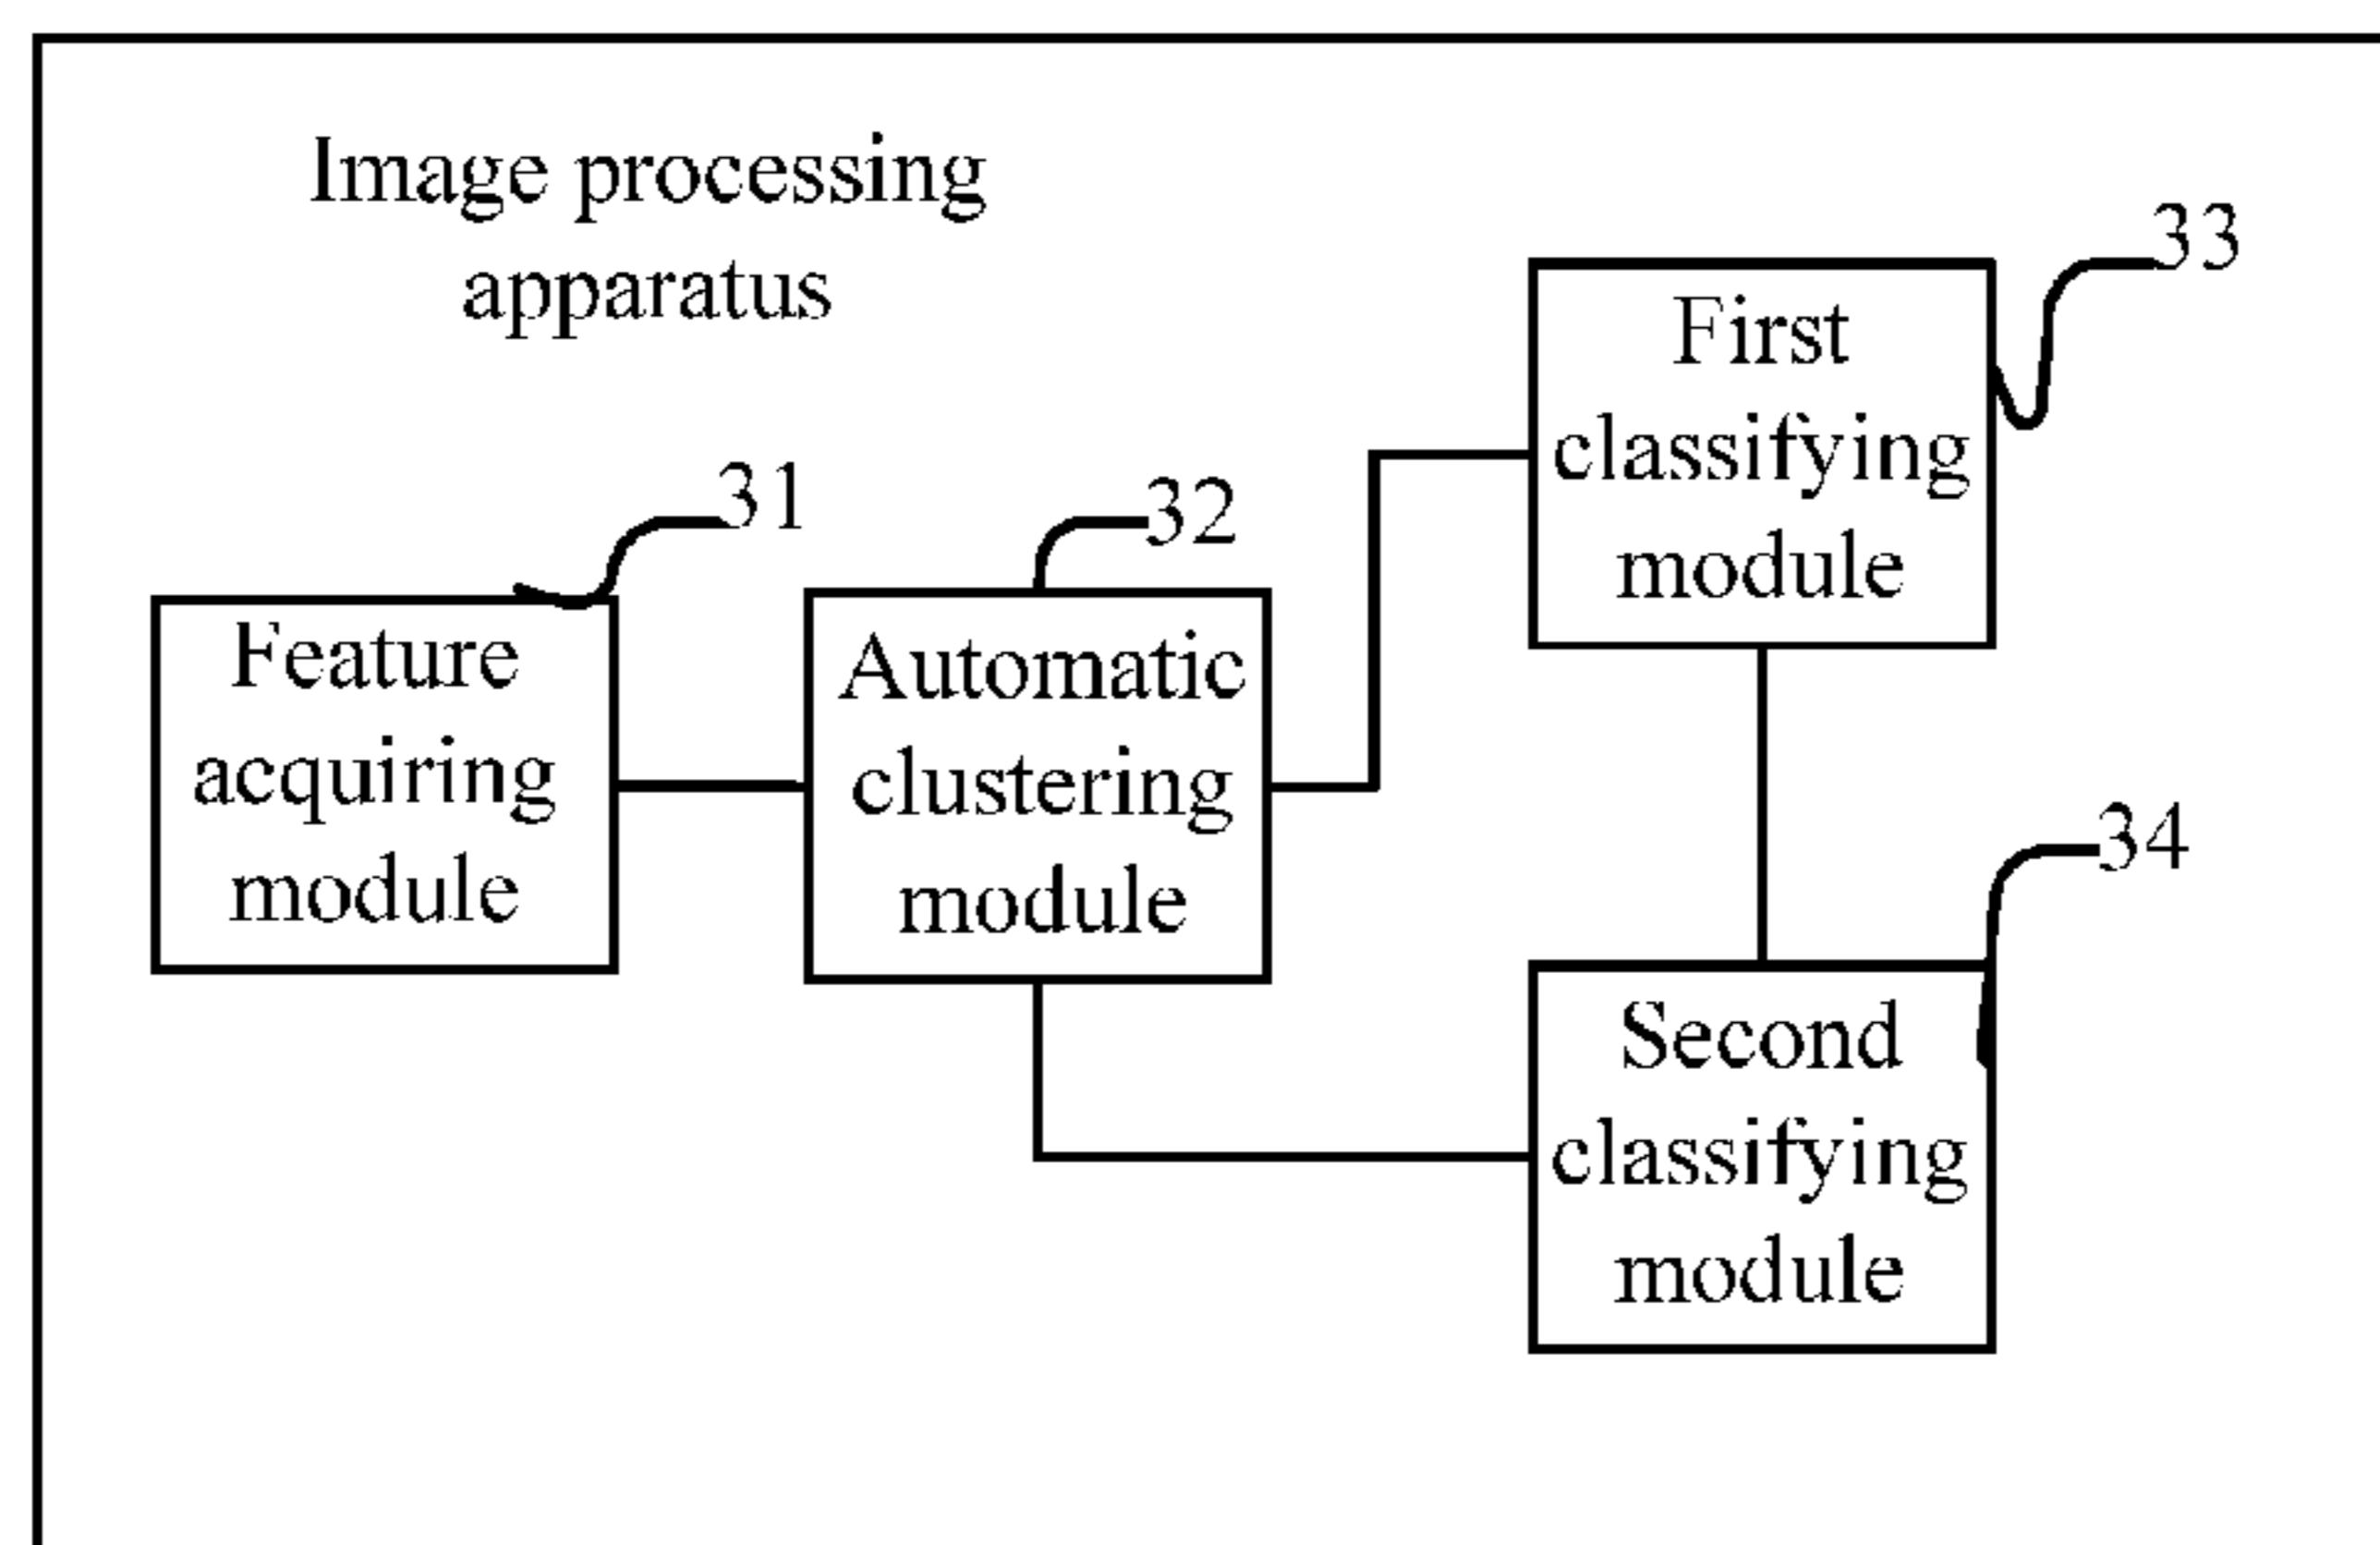 Image processing
apparatus
31
Feature
acquiring
module
32
Automatic
clustering
module
33
First
classifying
module
34
Second
classifying
module